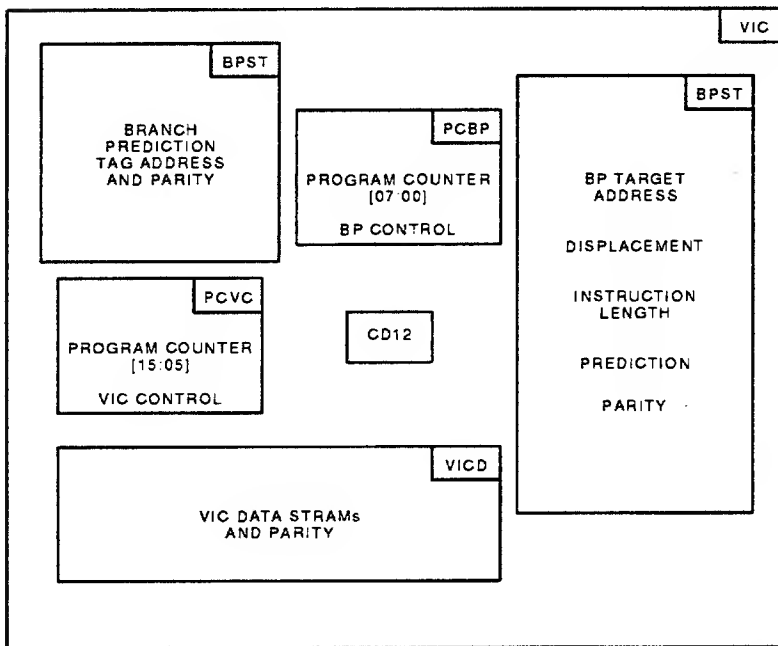 VIC
BPST
BRANCH
PREDICTION
TAG ADDRESS
AND PARITY
PCBP
PROGRAM COUNTER
[07:00]
BP CONTROL
BPST
BP TARGET
ADDRESS
DISPLACEMENT
INSTRUCTION
LENGTH
PREDICTION
PARITY
PCVC
PROGRAM COUNTER
[15:05]
VIC CONTROL
CD12
VICD
VIC DATA STRAMs
AND PARITY